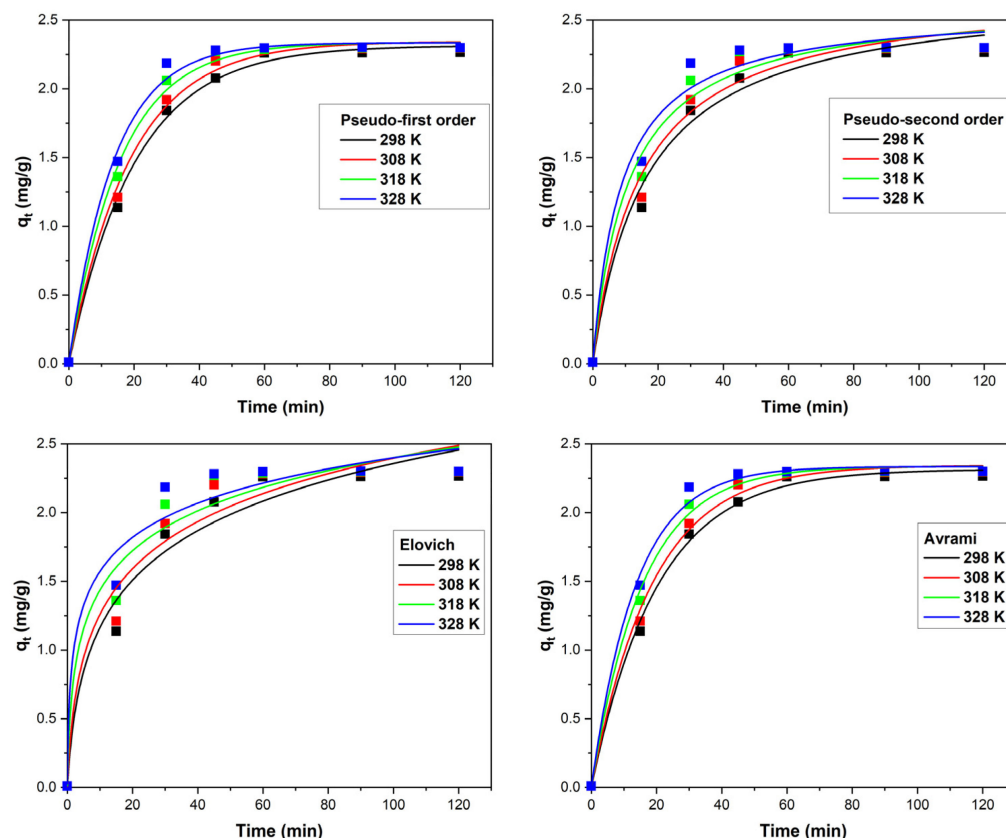 2.5
2.0
1.5
1.0
0.5
0.0
qt (mg/g)
Pseudo-first order
298 K
308 K
318 K
328 K
0 20 40 60 80 100 120
Time (min)
2.5
2.0
1.5
1.0
0.5
0.0
qt (mg/g)
Pseudo-second order
298 K
308 K
318 K
328 K
0 20 40 60 80 100 120
Time (min)
2.5
2.0
1.5
1.0
0.5
0.0
qt (mg/g)
Elovich
298 K
308 K
318 K
328 K
0 20 40 60 80 100 120
Time (min)
2.5
2.0
1.5
1.0
0.5
0.0
qt (mg/g)
Avrami
298 K
308 K
318 K
328 K
0 20 40 60 80 100 120
Time (min)